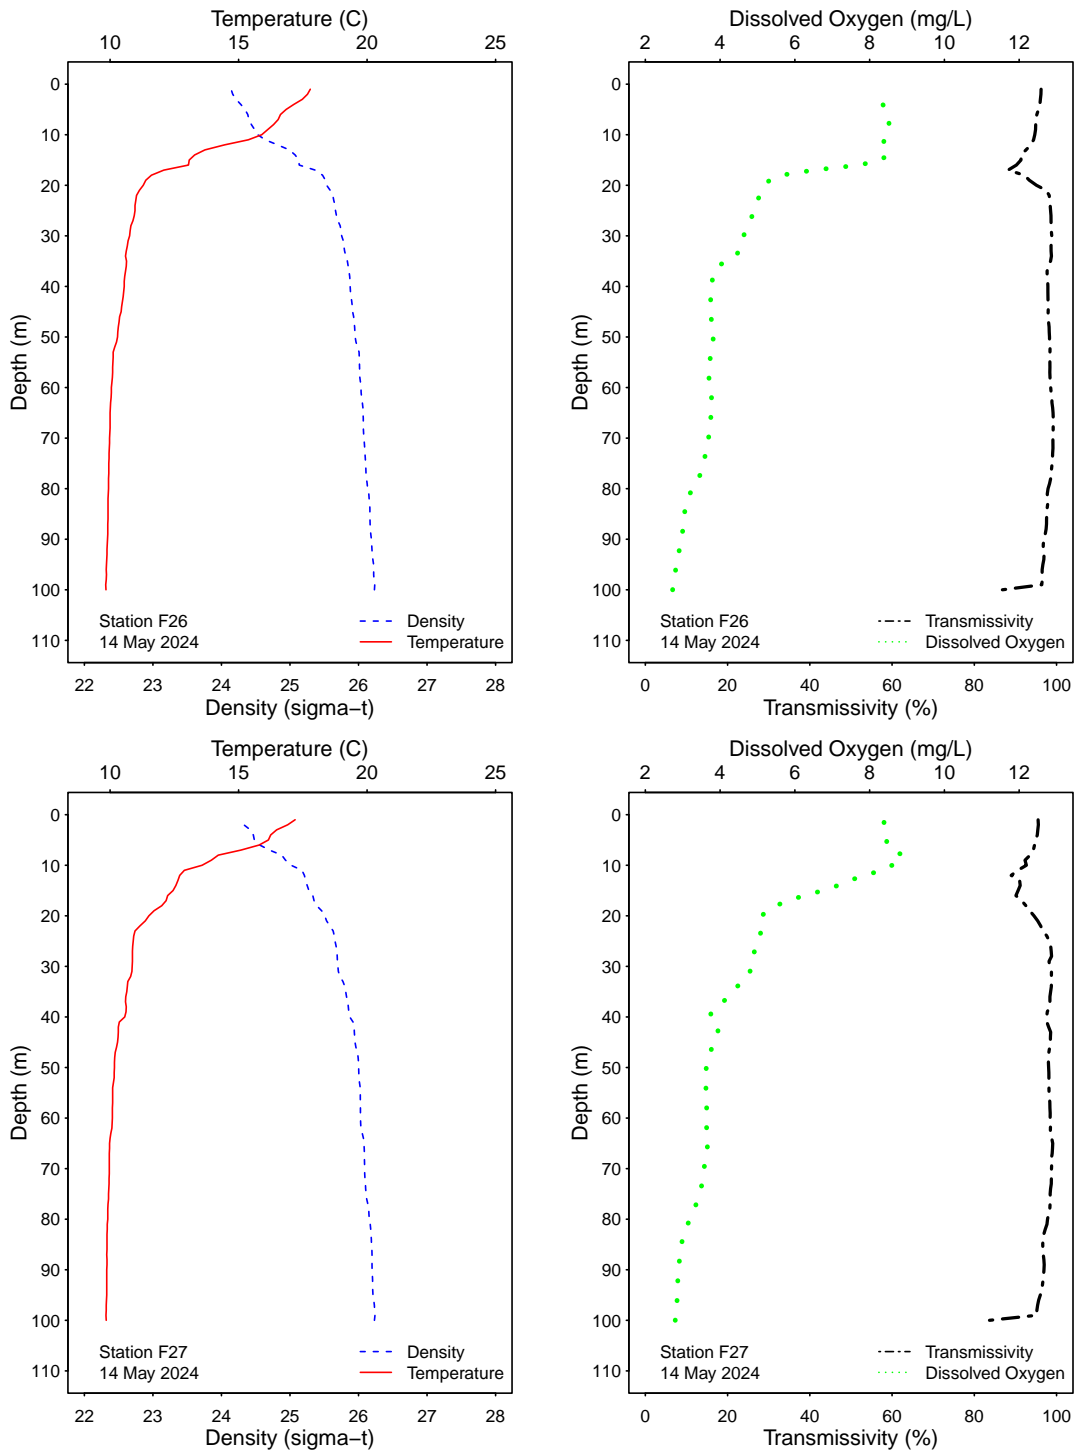 Temperature (C)
10 15 20 25
0
10
20
30
40
50
60
70
80
90
100
110
Depth (m)
Station F26
14 May 2024
Density
Temperature
22 23 24 25 26 27 28
Density (sigma−t)
Dissolved Oxygen (mg/L)
2 4 6 8 10 12
0
10
20
30
40
50
60
70
80
90
100
110
Depth (m)
Station F26
14 May 2024
Transmissivity
Dissolved Oxygen
0 20 40 60 80 100
Transmissivity (%)
Temperature (C)
10 15 20 25
0
10
20
30
40
50
60
70
80
90
100
110
Depth (m)
Station F27
14 May 2024
Density
Temperature
22 23 24 25 26 27 28
Density (sigma−t)
Dissolved Oxygen (mg/L)
2 4 6 8 10 12
0
10
20
30
40
50
60
70
80
90
100
110
Depth (m)
Station F27
14 May 2024
Transmissivity
Dissolved Oxygen
0 20 40 60 80 100
Transmissivity (%)